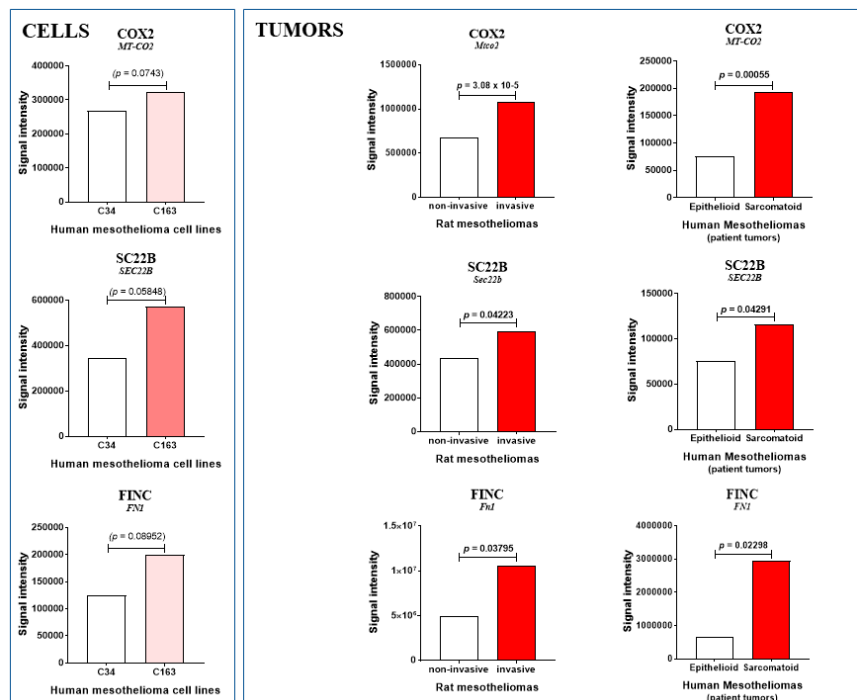 CELLS
COX2
MT-CO2
400000
300000
200000
100000
0
Signal intensity
(p = 0.0743)
C34 C163
Human mesothelioma cell lines
SC22B
SEC22B
600000
400000
200000
0
Signal intensity
(p = 0.05848)
C34 C163
Human mesothelioma cell lines
FINC
FN1
250000
200000
150000
100000
50000
0
Signal intensity
(p = 0.08952)
C34 C163
Human mesothelioma cell lines
TUMORS
COX2
Mtco2
1500000
1000000
500000
0
Signal intensity
p = 3.08 x 10-5
non-invasive invasive
Rat mesotheliomas
COX2
MT-CO2
250000
200000
150000
100000
50000
0
Signal intensity
p = 0.00055
Epithelioid Sarcomatoid
Human Mesotheliomas
(patient tumors)
SC22B
Sec22b
800000
600000
400000
200000
0
Signal intensity
p = 0.04223
non-invasive invasive
Rat mesotheliomas
SC22B
SEC22B
150000
100000
50000
0
Signal intensity
p = 0.04291
Epithelioid Sarcomatoid
Human Mesotheliomas
(patient tumors)
FINC
Fn1
1.5×10⁷
1×10⁷
5×10⁶
0
Signal intensity
p = 0.03795
non-invasive invasive
Rat mesotheliomas
FINC
FN1
4000000
3000000
2000000
1000000
0
Signal intensity
p = 0.02298
Epithelioid Sarcomatoid
Human Mesotheliomas
(patient tumors)